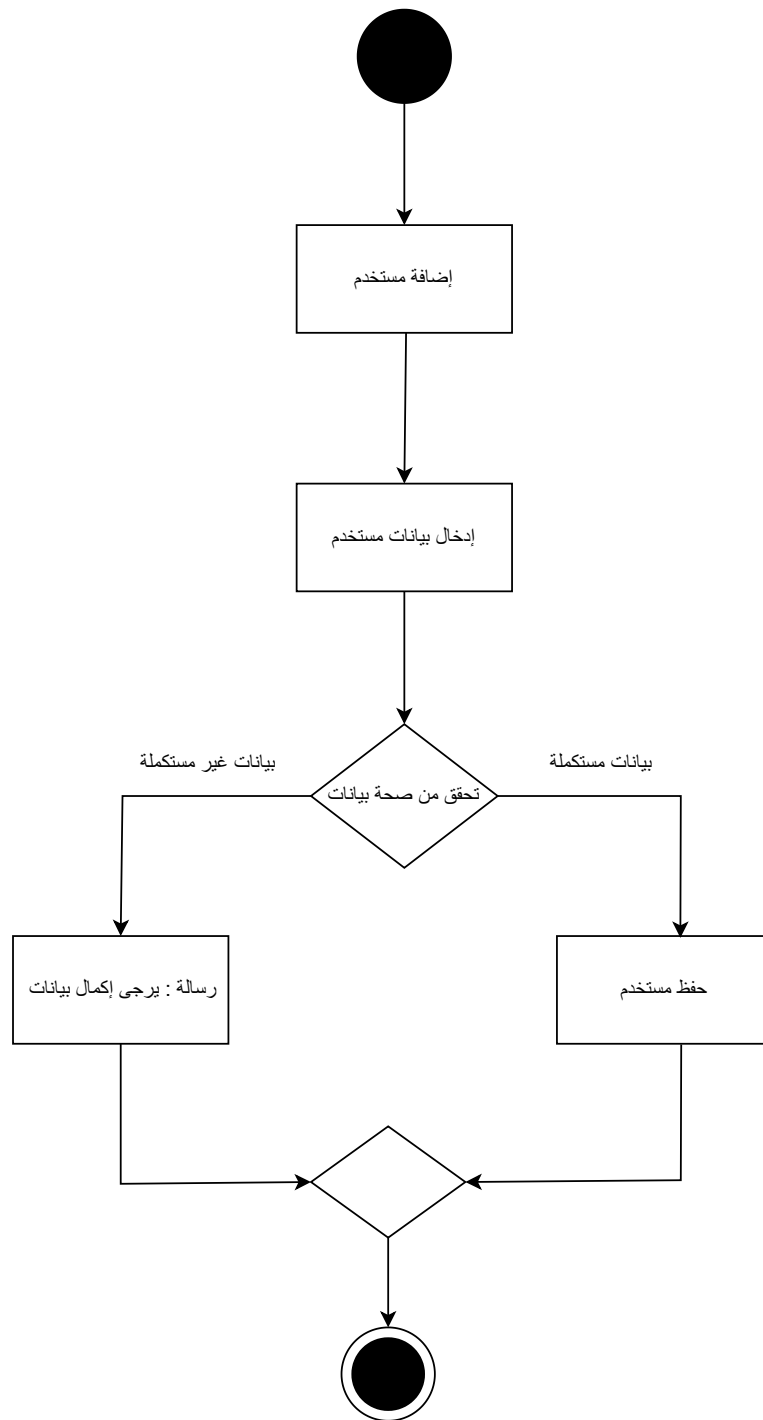 إضافة مستخدم
إدخال بيانات مستخدم
بيانات مستكملة
بيانات غير مستكملة
تحقق من صحة بيانات
حفظ مستخدم
رسالة : يرجى إكمال بيانات